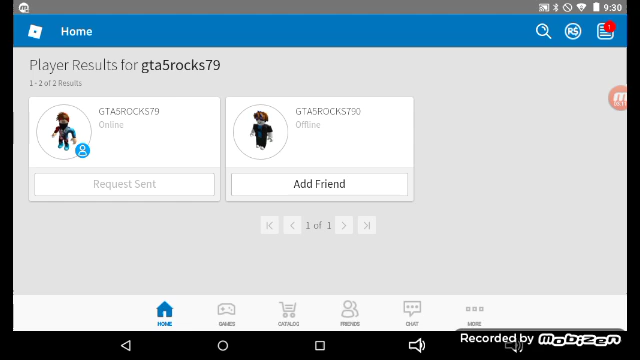 9:30
Home
R$
1
Player Results for gta5rocks79
1 - 2 of 2 Results
GTA5ROCKS79
Online
GTA5ROCKS790
Offline
Request Sent
Add Friend
1 of 1
HOME
GAMES
CATALOG
FRIENDS
CHAT
MORE
Recorded by Mobizen